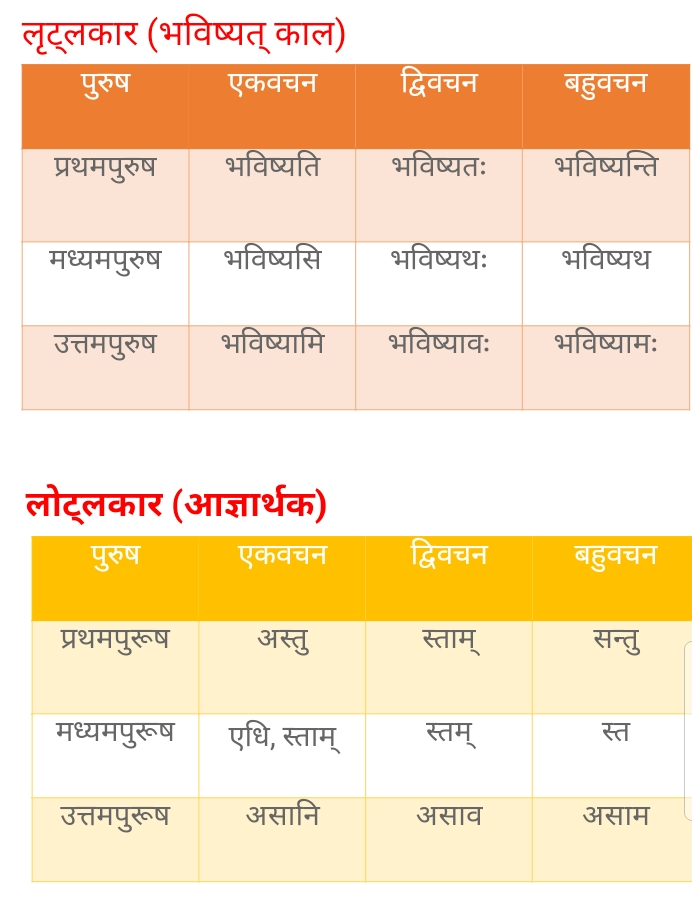 लृट्लकार (भविष्यत् काल)
पुरुष एकवचन द्विवचन बहुवचन
प्रथमपुरुष भविष्यति भविष्यतः भविष्यन्ति
मध्यमपुरुष भविष्यसि भविष्यथः भविष्यथ
उत्तमपुरुष भविष्यामि भविष्यावः भविष्यामः
लोट्लकार (आज्ञार्थक)
पुरुष एकवचन द्विवचन बहुवचन
प्रथमपुरूष अस्तु स्ताम् सन्तु
मध्यमपुरूष एधि, स्ताम् स्तम् स्त
उत्तमपुरूष असानि असाव असाम